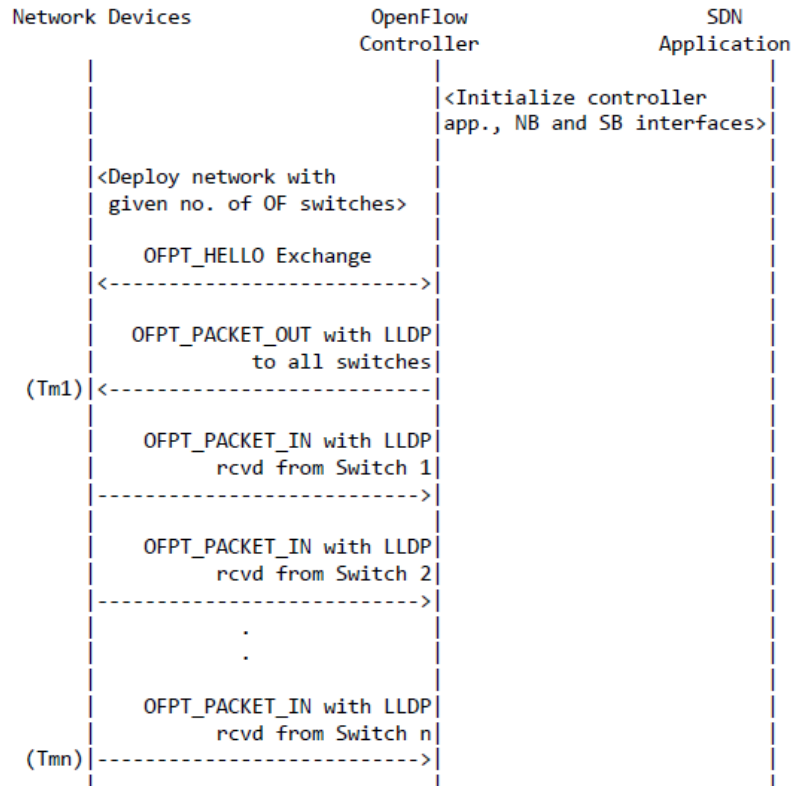 Network Devices OpenFlow SDN
Controller Application
<Initialize controller
app., NB and SB interfaces>
<Deploy network with
given no. of OF switches>
OFPT_HELLO Exchange
<-------------------------->
OFPT_PACKET_OUT with LLDP
to all switches
(Tm1) <---------------------------
OFPT_PACKET_IN with LLDP
rcvd from Switch 1
--------------------------->
OFPT_PACKET_IN with LLDP
rcvd from Switch 2
--------------------------->
.
.
OFPT_PACKET_IN with LLDP
rcvd from Switch n
(Tmn) --------------------------->